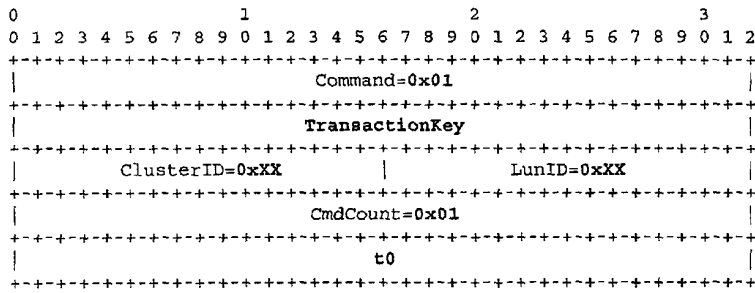 0 1 2 3
0 1 2 3 4 5 6 7 8 9 0 1 2 3 4 5 6 7 8 9 0 1 2 3 4 5 6 7 8 9 0 1 2
+-+-+-+-+-+-+-+-+-+-+-+-+-+-+-+-+-+-+-+-+-+-+-+-+-+-+-+-+-+-+-+-+
| Command=0x01 |
+-+-+-+-+-+-+-+-+-+-+-+-+-+-+-+-+-+-+-+-+-+-+-+-+-+-+-+-+-+-+-+-+
| TransactionKey |
+-+-+-+-+-+-+-+-+-+-+-+-+-+-+-+-+-+-+-+-+-+-+-+-+-+-+-+-+-+-+-+-+
| ClusterID=0xXX | LunID=0xXX |
+-+-+-+-+-+-+-+-+-+-+-+-+-+-+-+-+-+-+-+-+-+-+-+-+-+-+-+-+-+-+-+-+
| CmdCount=0x01 |
+-+-+-+-+-+-+-+-+-+-+-+-+-+-+-+-+-+-+-+-+-+-+-+-+-+-+-+-+-+-+-+-+
| t0 |
+-+-+-+-+-+-+-+-+-+-+-+-+-+-+-+-+-+-+-+-+-+-+-+-+-+-+-+-+-+-+-+-+